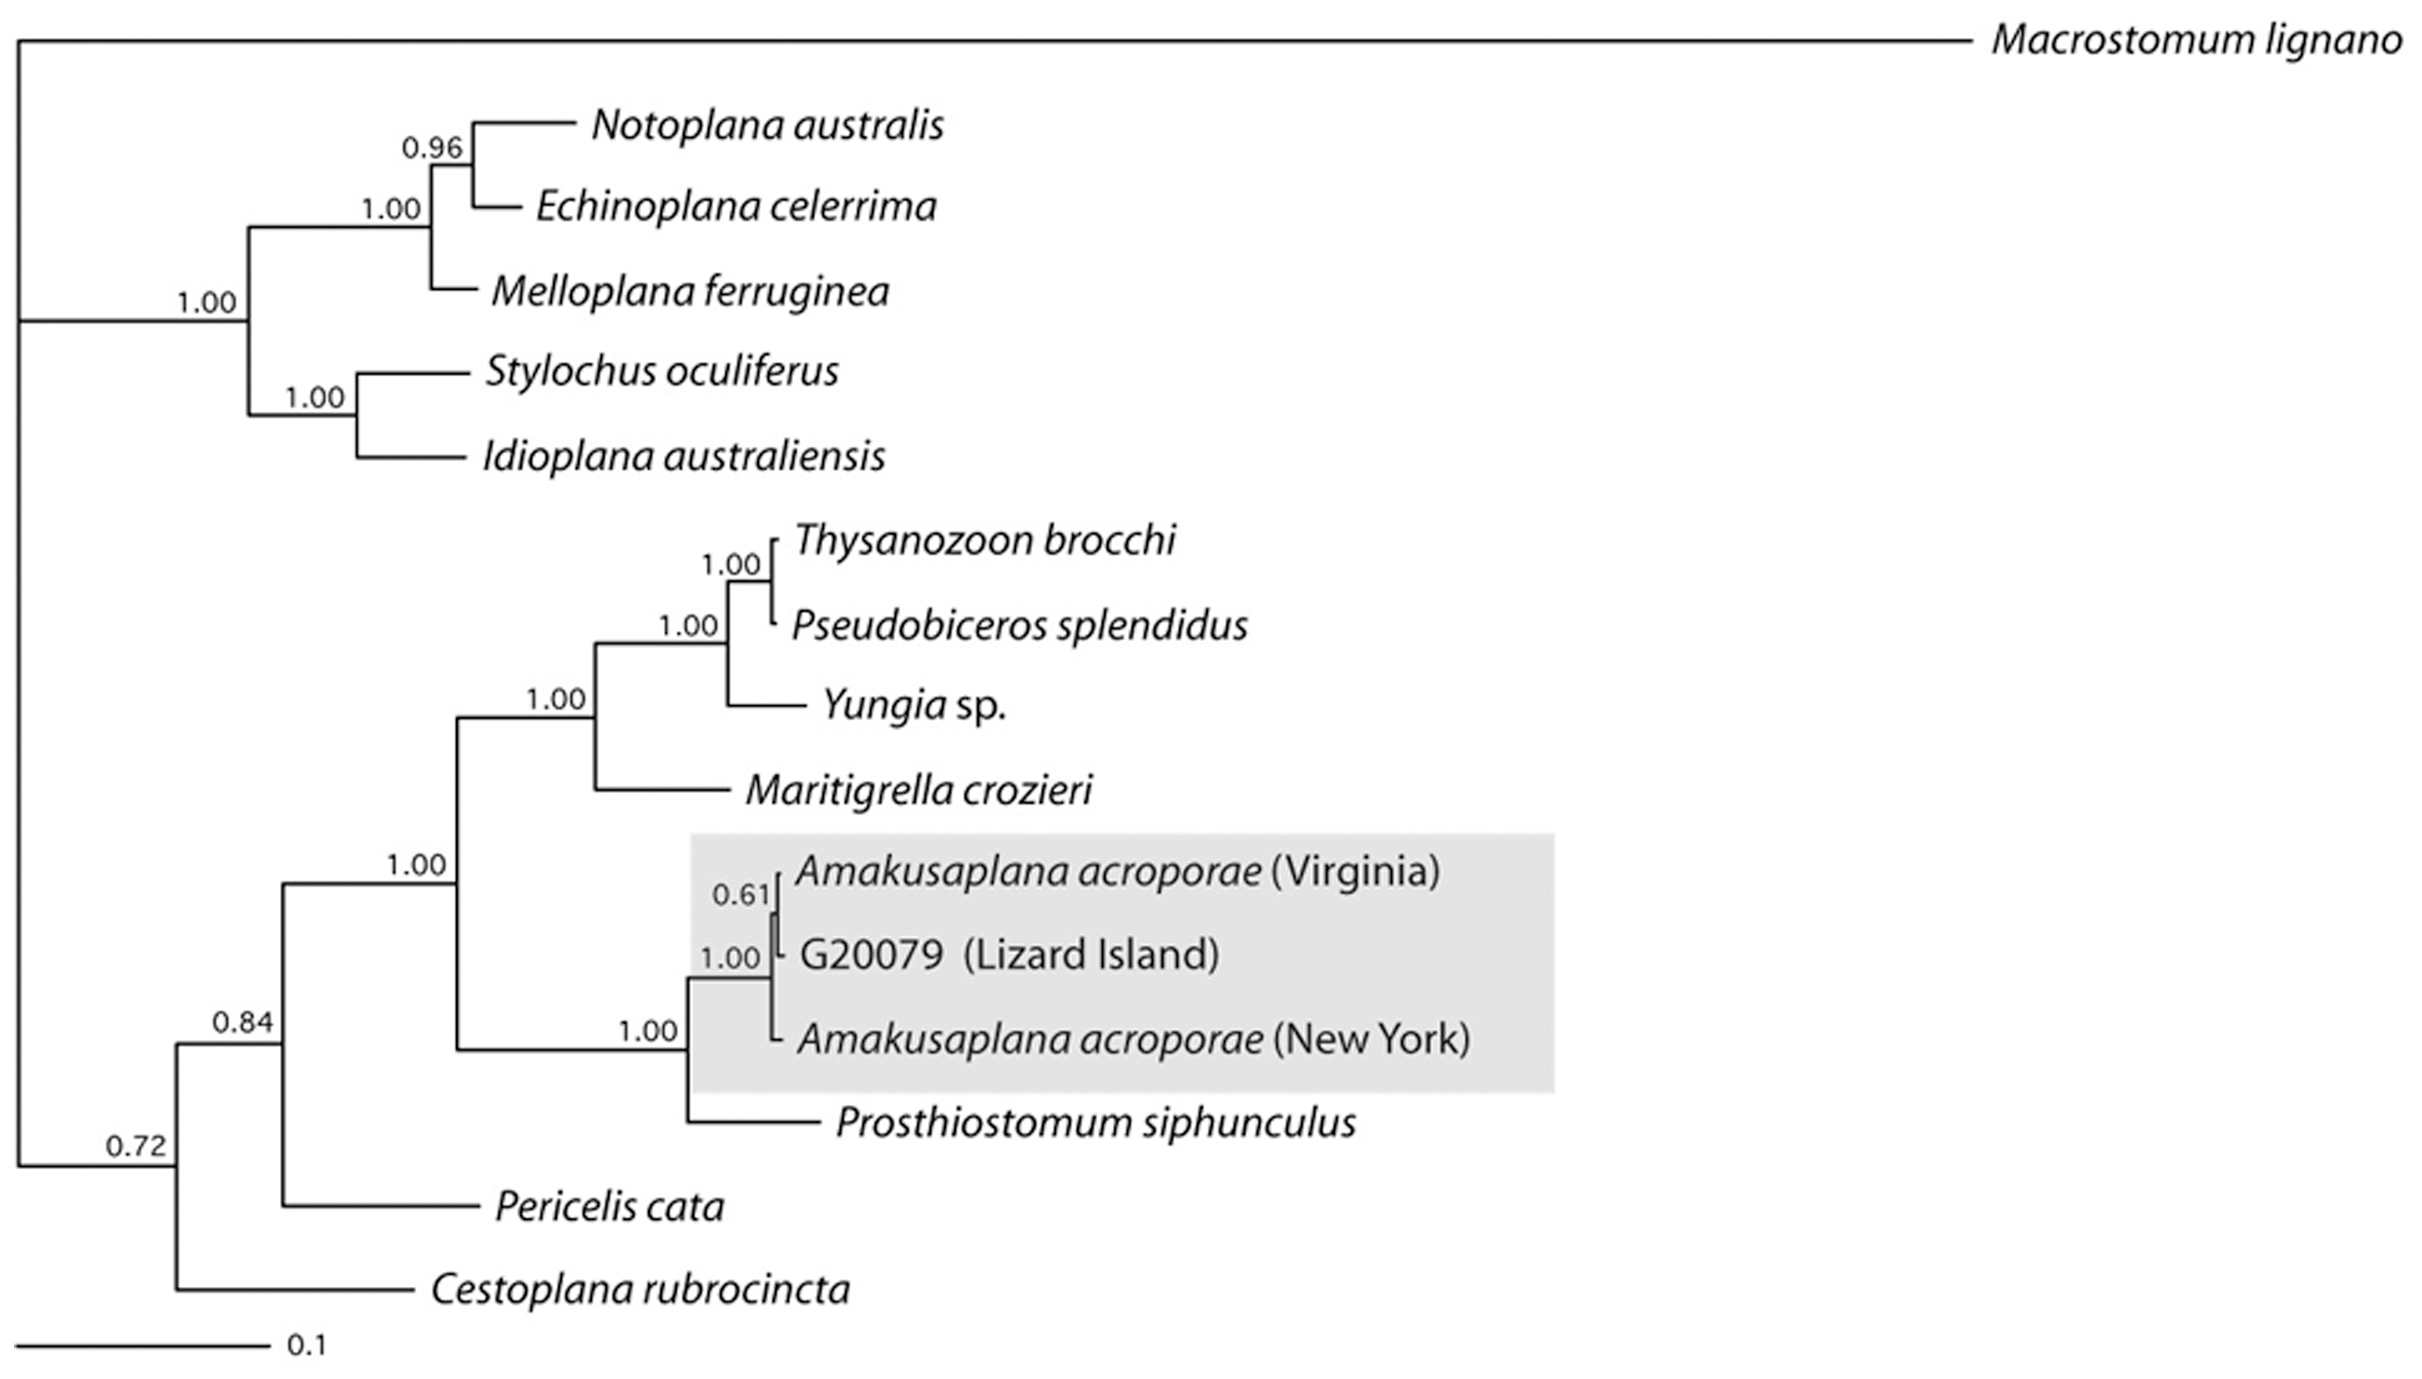 Macrostomum lignano
Notoplana australis
0.96
Echinoplana celerrima
1.00
Melloplana ferruginea
1.00
Stylochus oculiferus
1.00
Idioplana australiensis
Thysanozoon brocchi
1.00
Pseudobiceros splendidus
1.00
Yungia sp.
1.00
Maritigrella crozieri
1.00
Amakusaplana acroporae (Virginia)
0.61
G20079 (Lizard Island)
1.00
Amakusaplana acroporae (New York)
1.00
0.84
Prosthiostomum siphunculus
0.72
Pericelis cata
Cestoplana rubrocincta
0.1